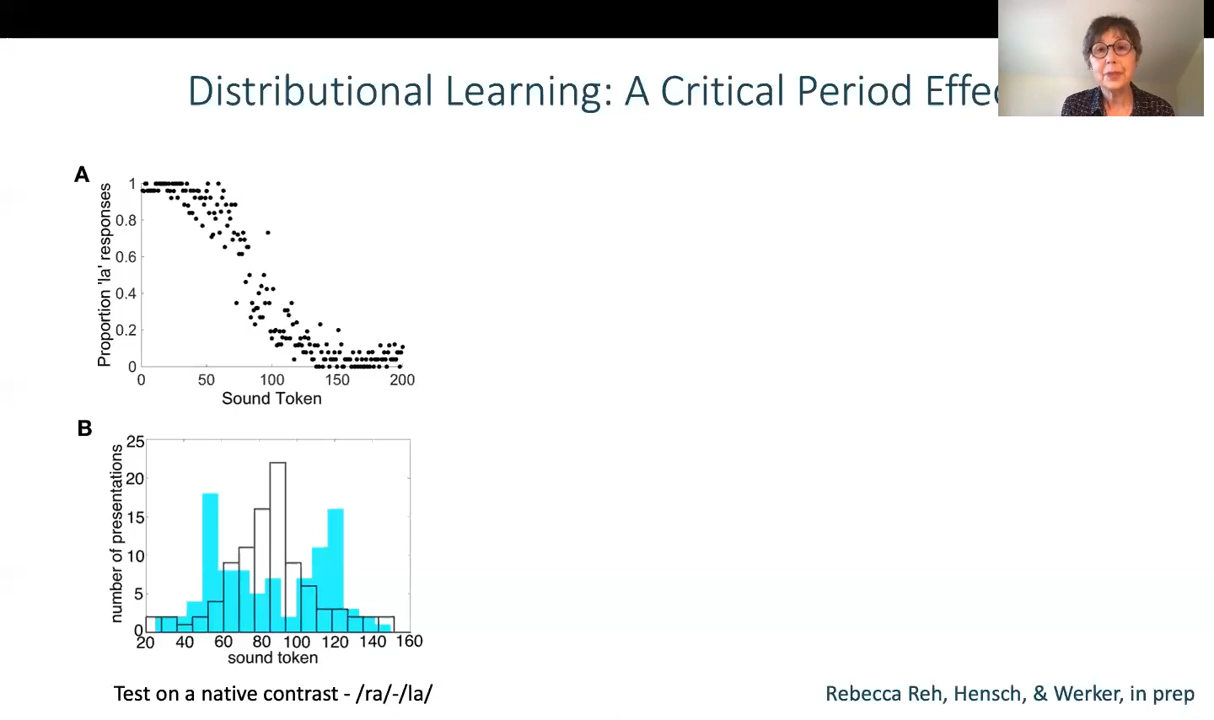 Distributional Learning: A Critical Period Effec
A
Proportion 'la' responses
1
0.8
0.6
0.4
0.2
0
0 50 100 150 200
Sound Token
B
number of presentations
25
20
15
10
5
0
20 40 60 80 100 120 140 160
sound token
Test on a native contrast - /ra/-/la/
Rebecca Reh, Hensch, & Werker, in prep